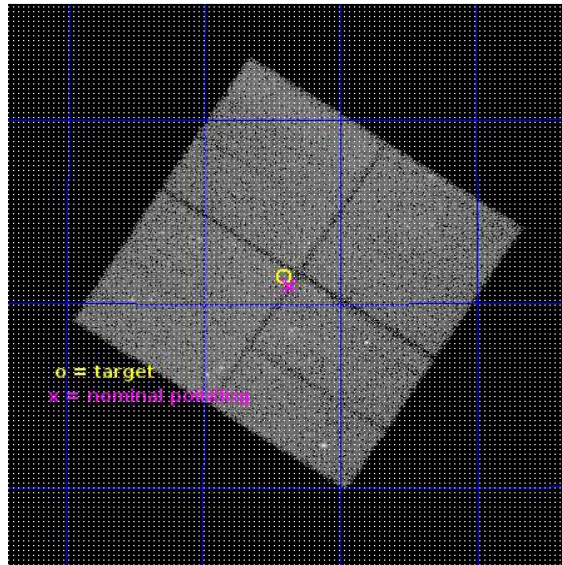 o = target
x = nominal pointing